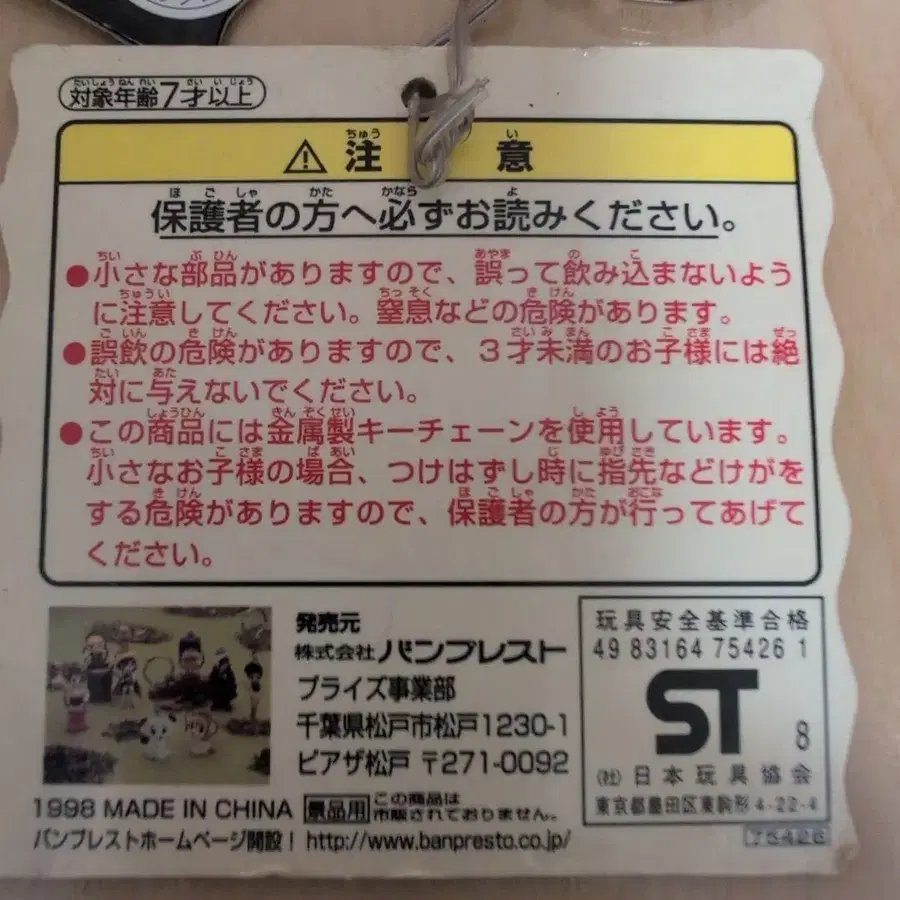 対象年齢7才以上
⚠注意
保護者の方へ必ずお読みください。
●小さな部品がありますので、誤って飲み込まないよう
に注意してください。窒息などの危険があります。
●誤飲の危険がありますので、3才未満のお子様には絶
対に与えないでください。
●この商品には金属製キーチェーンを使用しています。
小さなお子様の場合、つけはずし時に指先などけがを
する危険がありますので、保護者の方が行ってあげて
ください。
発売元
株式会社バンプレスト
プライズ事業部
千葉県松戸市松戸1230-1
ピアザ松戸 〒271-0092
1998 MADE IN CHINA
景品用 この商品は
市販されておりません。
バンプレストホームページ開設! http://www.banpresto.co.jp/
玩具安全基準合格
49 83164 75426 1
ST 8
(社)日本玩具協会
東京都墨田区東駒形4-22-4
75426